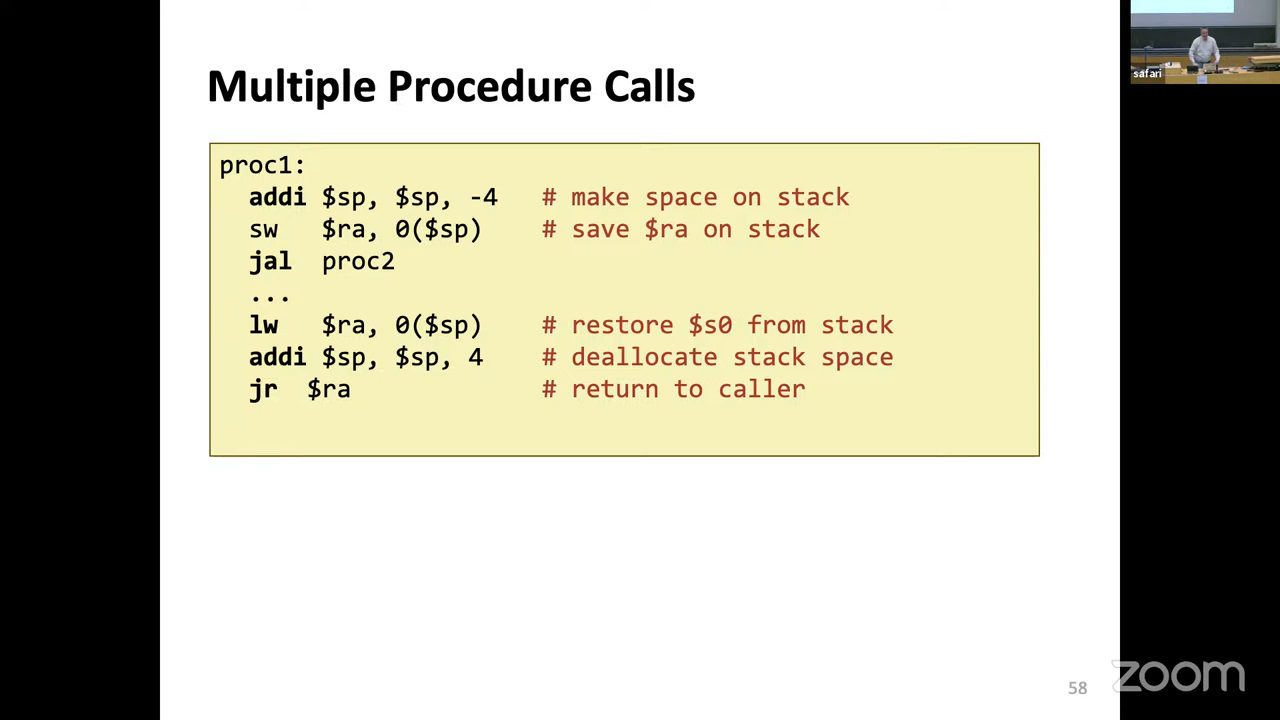 Multiple Procedure Calls
proc1:
addi $sp, $sp, -4 # make space on stack
sw $ra, 0($sp) # save $ra on stack
jal proc2
...
lw $ra, 0($sp) # restore $s0 from stack
addi $sp, $sp, 4 # deallocate stack space
jr $ra # return to caller
safari
58
zoom